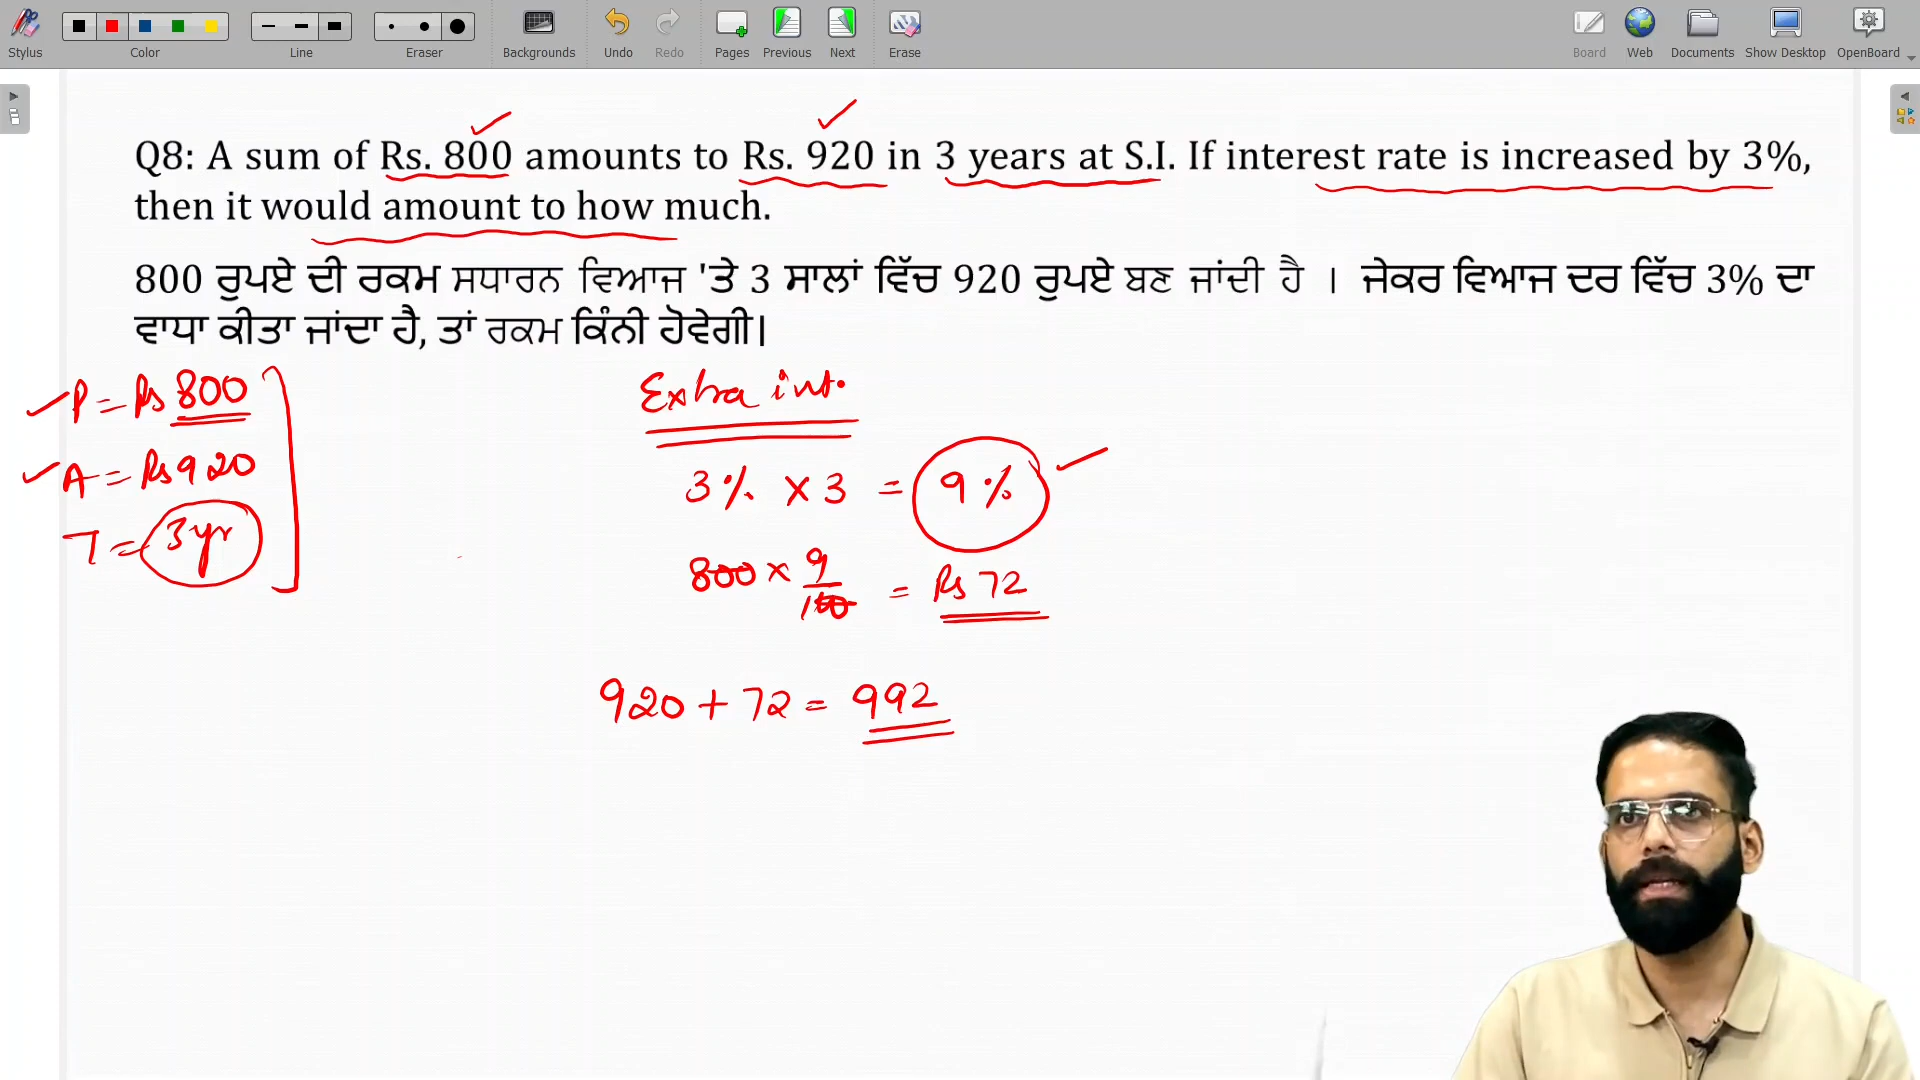 Stylus Color Line Eraser Backgrounds Undo Redo Pages Previous Next Erase Board Web Documents Show Desktop OpenBoard
Q8: A sum of Rs. 800 amounts to Rs. 920 in 3 years at S.I. If interest rate is increased by 3%,
then it would amount to how much.
800 ਰੁਪਏ ਦੀ ਰਕਮ ਸਧਾਰਨ ਵਿਆਜ 'ਤੇ 3 ਸਾਲਾਂ ਵਿੱਚ 920 ਰੁਪਏ ਬਣ ਜਾਂਦੀ ਹੈ । ਜੇਕਰ ਵਿਆਜ ਦਰ ਵਿੱਚ 3% ਦਾ
ਵਾਧਾ ਕੀਤਾ ਜਾਂਦਾ ਹੈ, ਤਾਂ ਰਕਮ ਕਿੰਨੀ ਹੋਵੇਗੀ।
P = Rs 800
A = Rs 920
T = 3yr
Extra int.
3% × 3 = 9%
800 × 9/100 = Rs 72
920 + 72 = 992